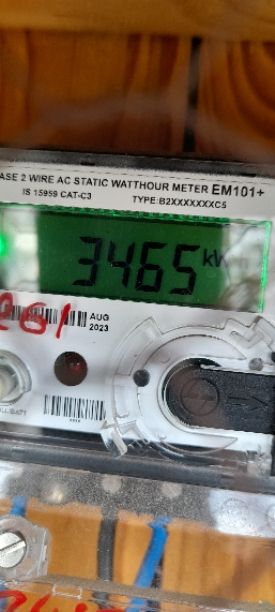 ASE 2 WIRE AC STATIC WATTHOUR METER EM101+
IS 15959 CAT-C3 TYPE:B2XXXXXXXC5
3465 kW
261 AUG
2023